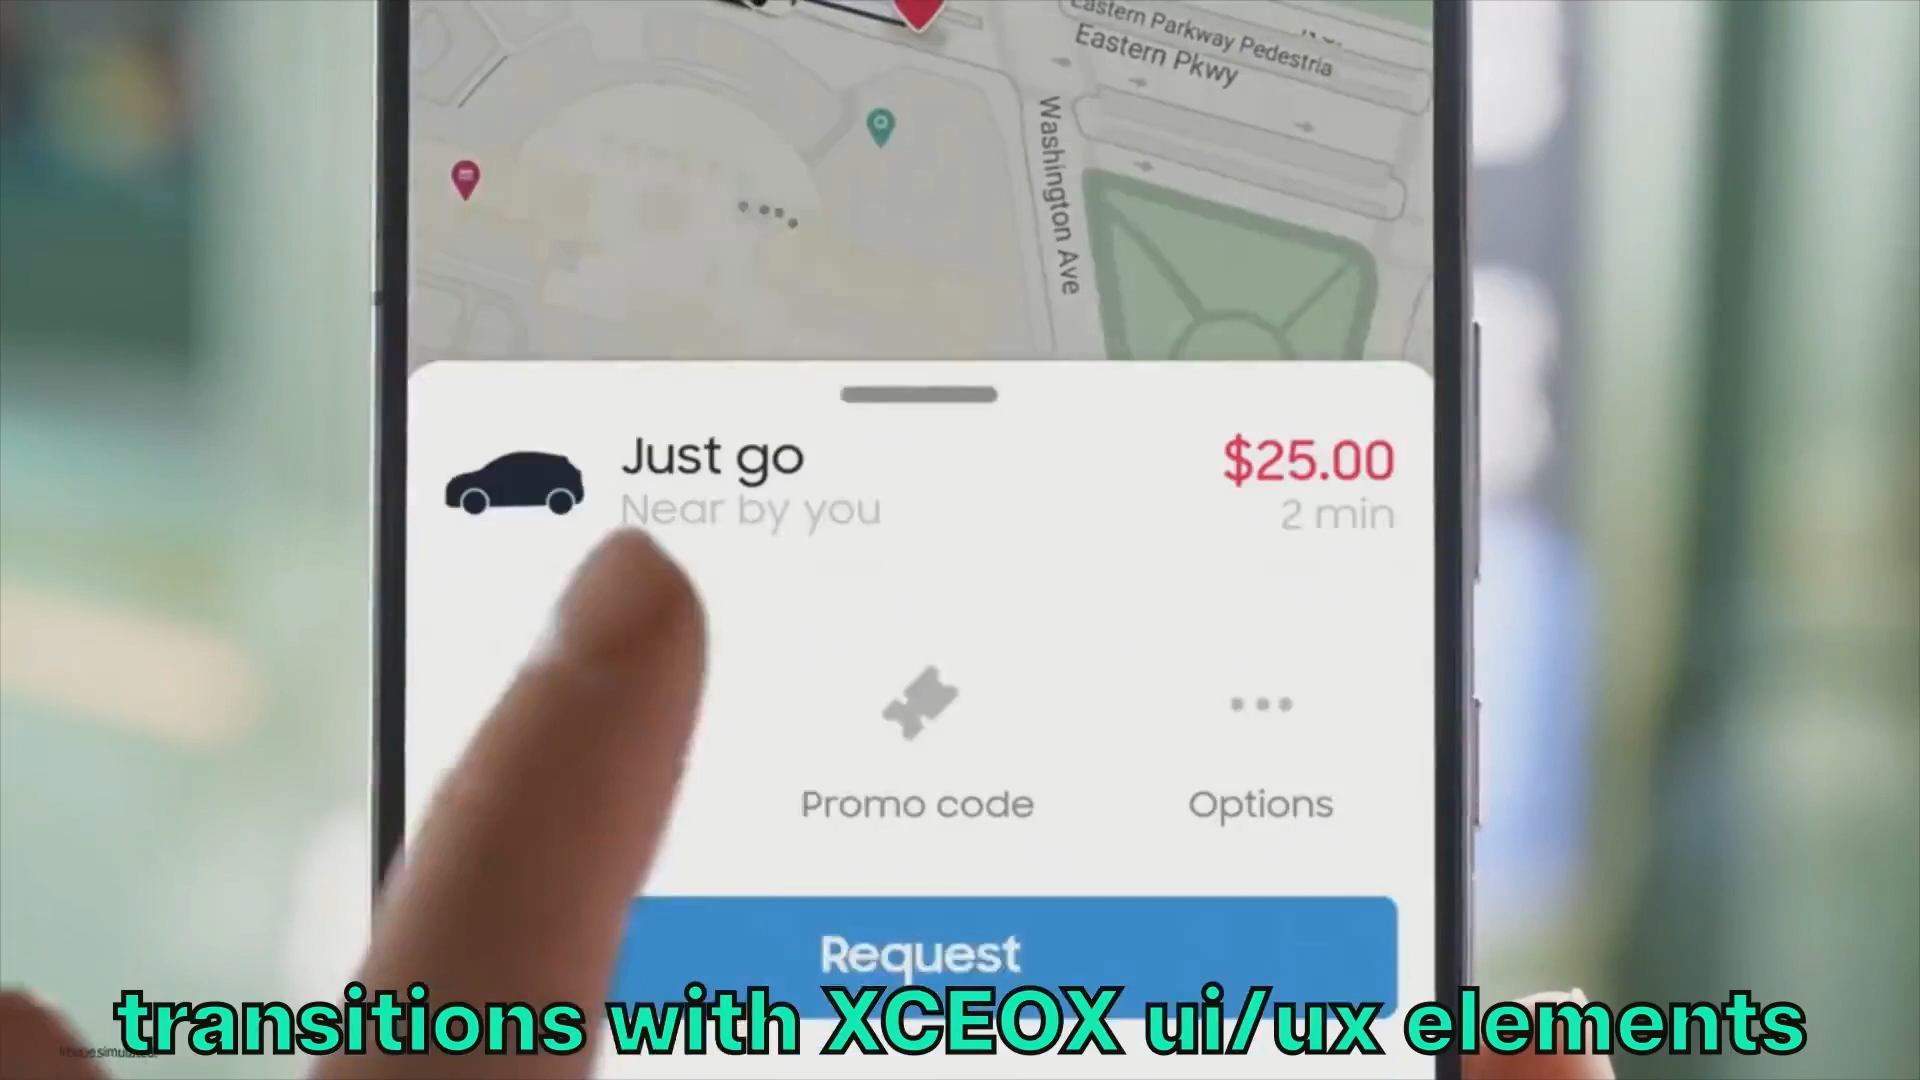 Eastern Parkway Pedestria
Eastern Pkwy
Washington Ave
Just go
$25.00
Near by you
2 min
Promo code
Options
Request
transitions with XCEOX ui/ux elements